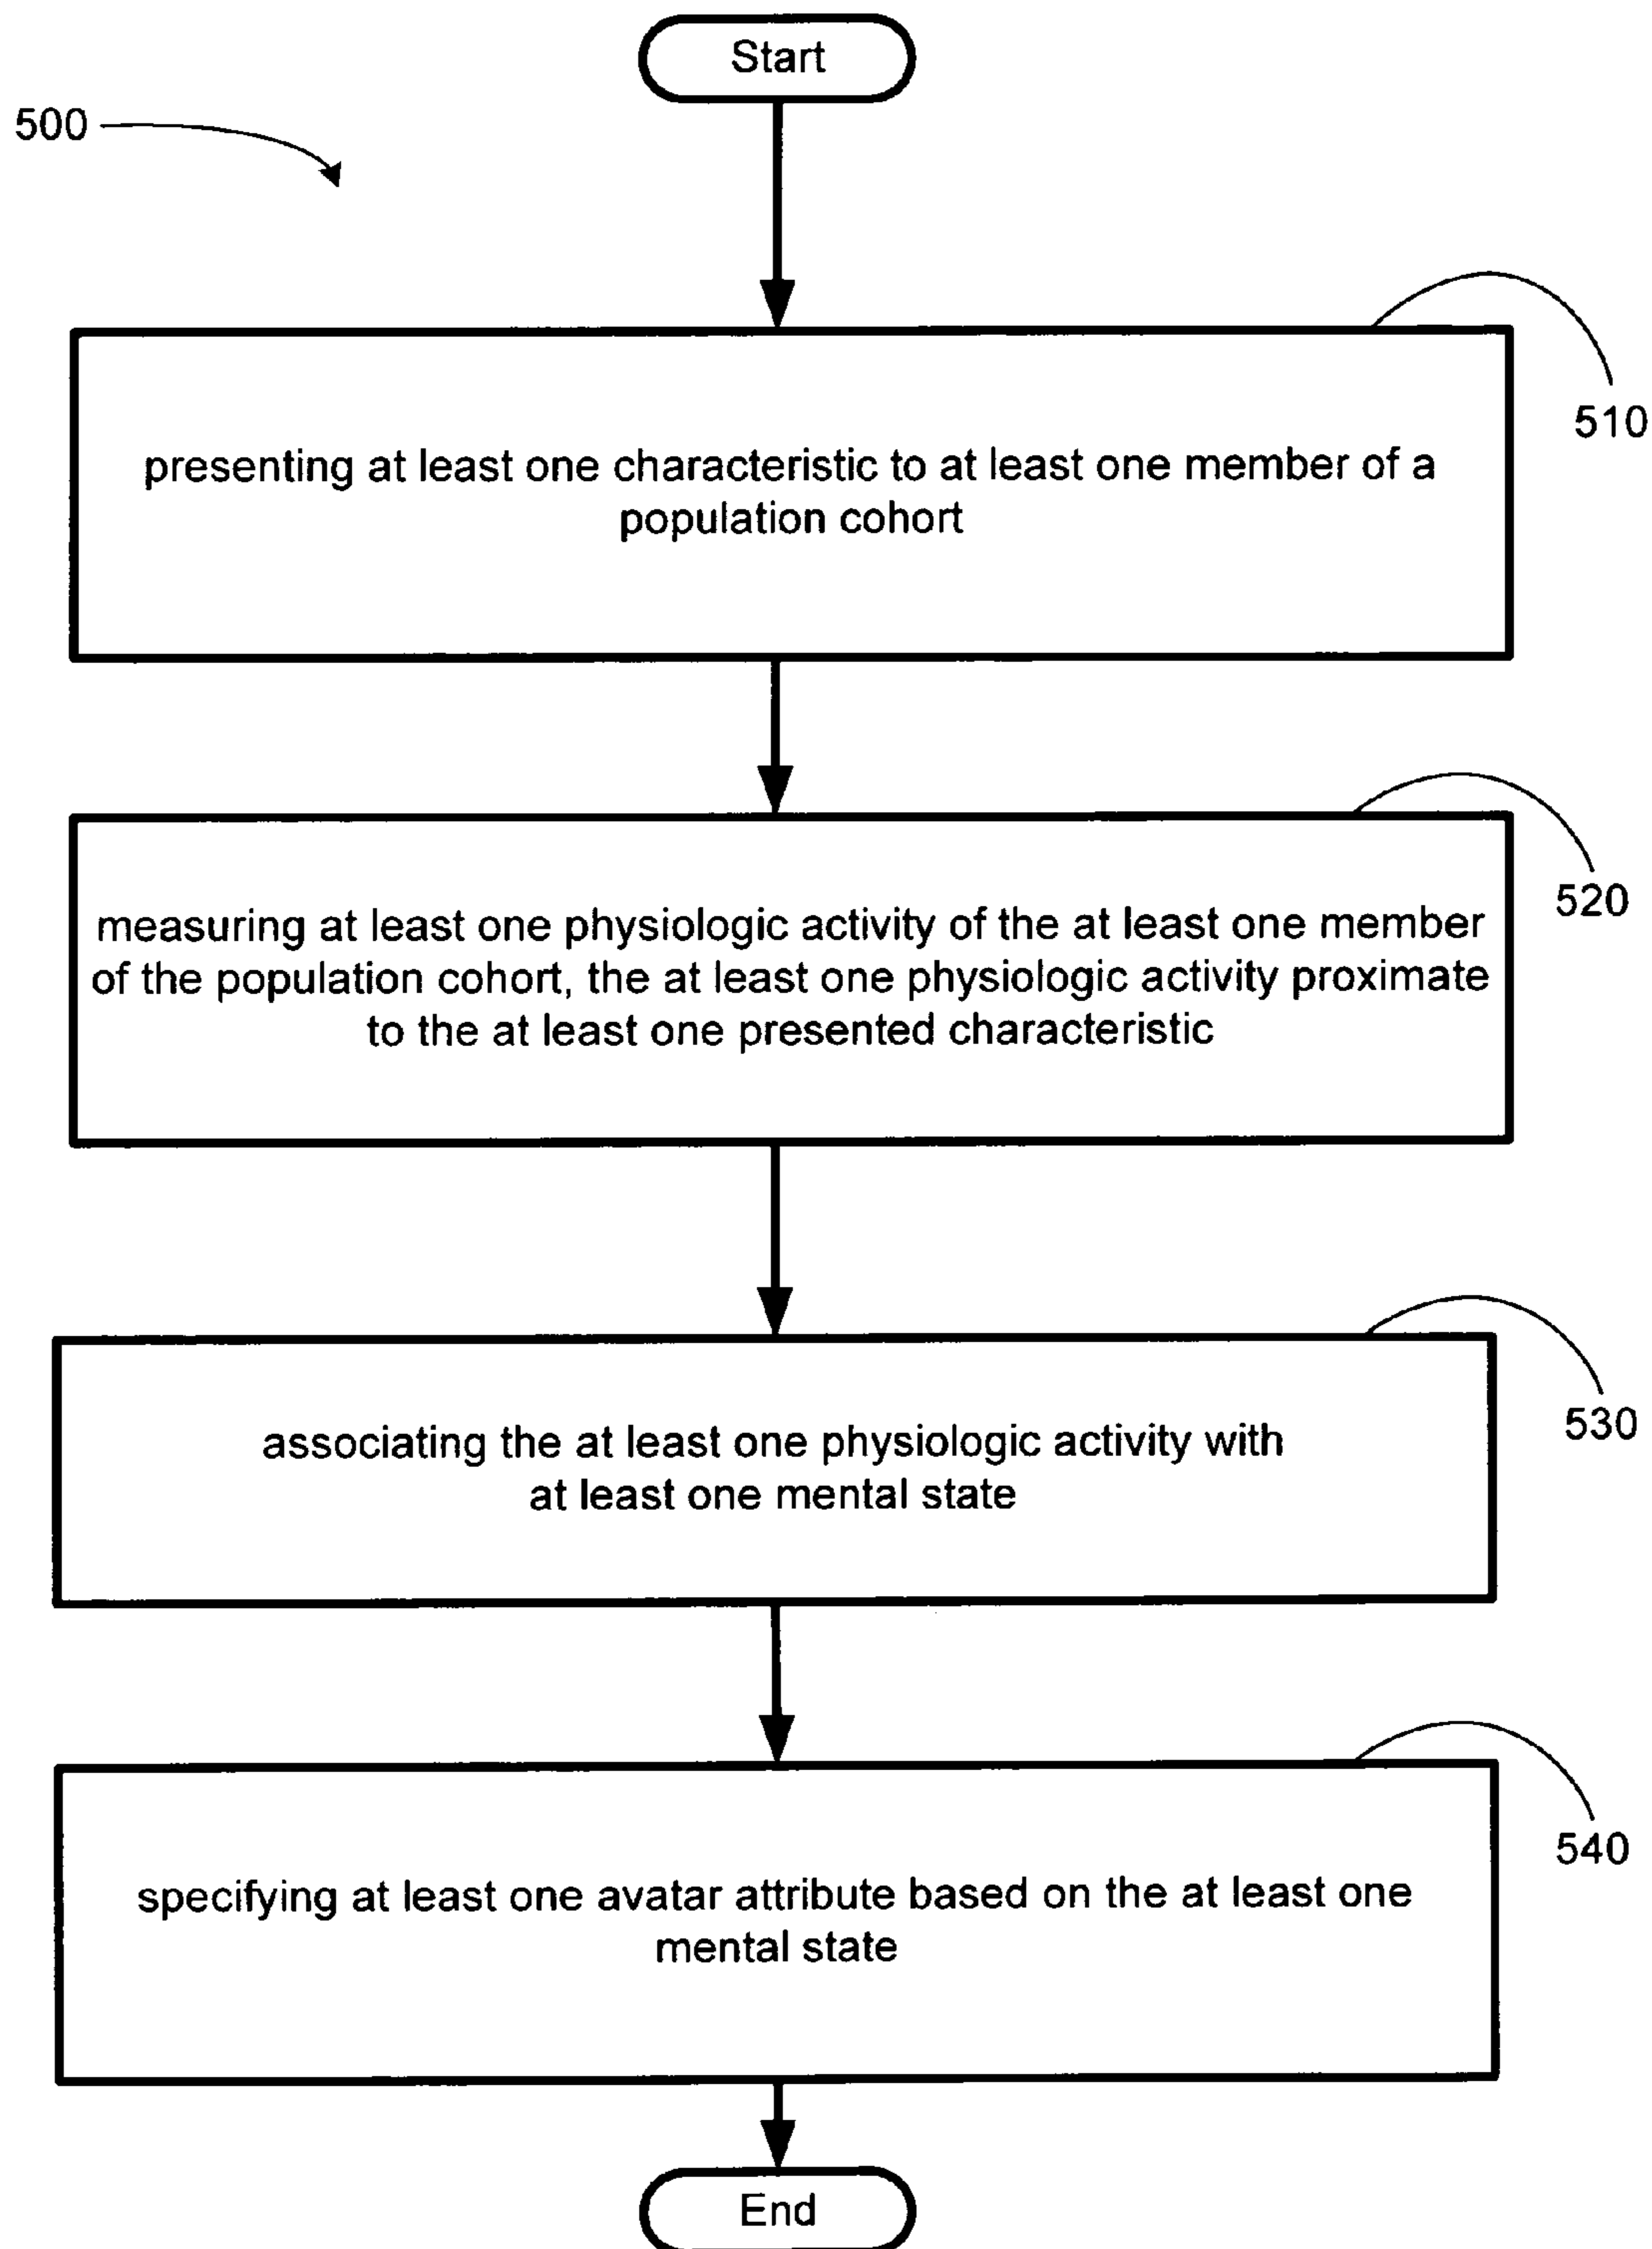 Start
500
510
presenting at least one characteristic to at least one member of a
population cohort
520
measuring at least one physiologic activity of the at least one member
of the population cohort, the at least one physiologic activity proximate
to the at least one presented characteristic
530
associating the at least one physiologic activity with
at least one mental state
540
specifying at least one avatar attribute based on the at least one
mental state
End